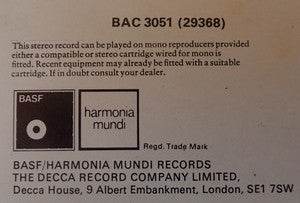 BAC 3051 (29368)
This stereo record can be played on mono reproducers provided
either a compatible or stereo cartridge wired for mono is
fitted. Recent equipment may already be fitted with a suitable
cartridge. If in doubt consult your dealer.
BASF
harmonia
mundi
Regd. Trade Mark
BASF/HARMONIA MUNDI RECORDS
THE DECCA RECORD COMPANY LIMITED,
Decca House, 9 Albert Embankment, London, SE1 7SW